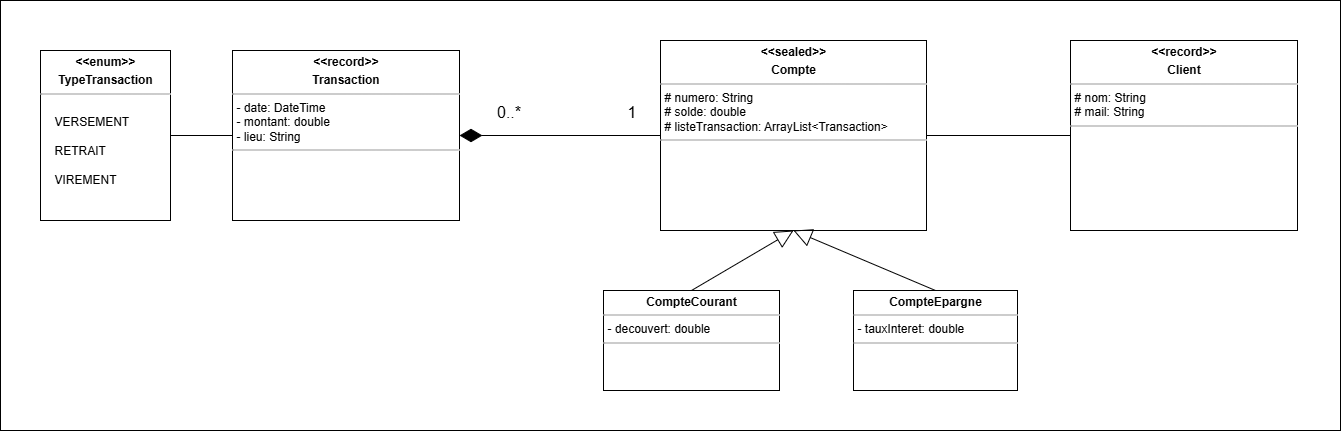 <<enum>>
TypeTransaction
VERSEMENT
RETRAIT
VIREMENT
<<record>>
Transaction
- date: DateTime
- montant: double
- lieu: String
0..*
1
<<sealed>>
Compte
# numero: String
# solde: double
# listeTransaction: ArrayList<Transaction>
<<record>>
Client
# nom: String
# mail: String
CompteCourant
- decouvert: double
CompteEpargne
- tauxInteret: double